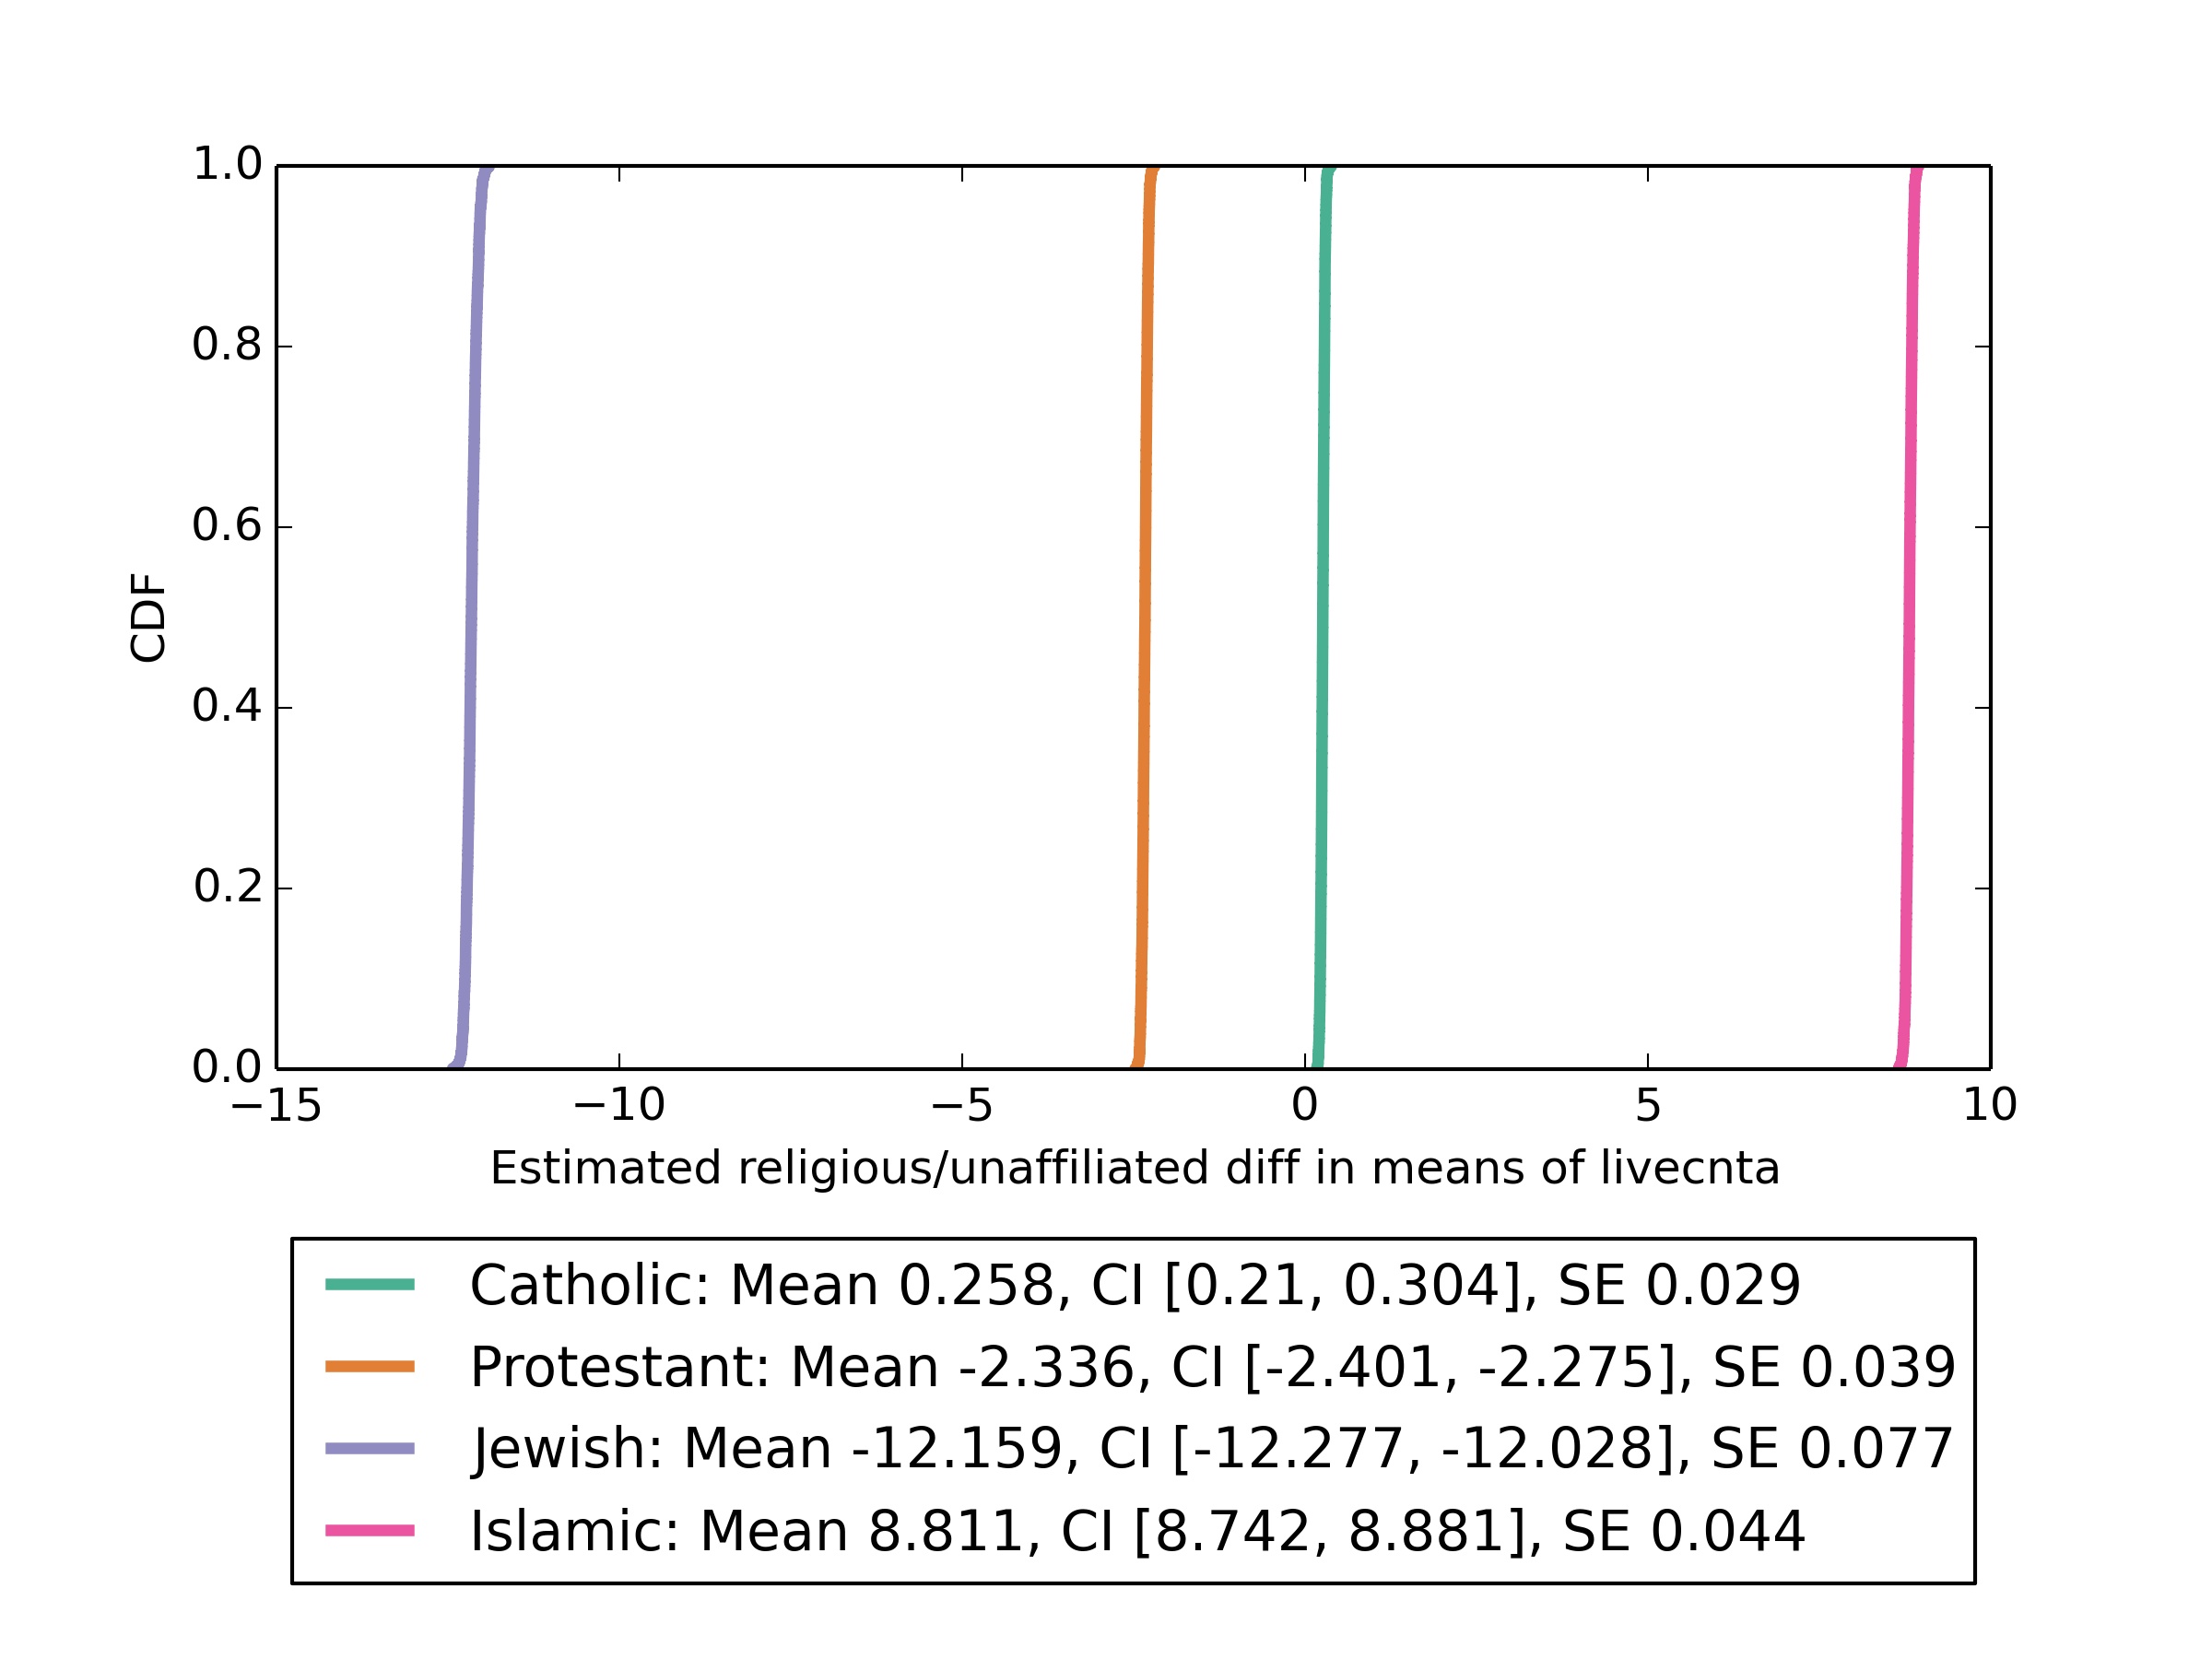 1.0
0.8
0.6
0.4
0.2
0.0
CDF
−15 −10 −5 0 5 10
Estimated religious/unaffiliated diff in means of livecnta
Catholic: Mean 0.258, CI [0.21, 0.304], SE 0.029
Protestant: Mean -2.336, CI [-2.401, -2.275], SE 0.039
Jewish: Mean -12.159, CI [-12.277, -12.028], SE 0.077
Islamic: Mean 8.811, CI [8.742, 8.881], SE 0.044